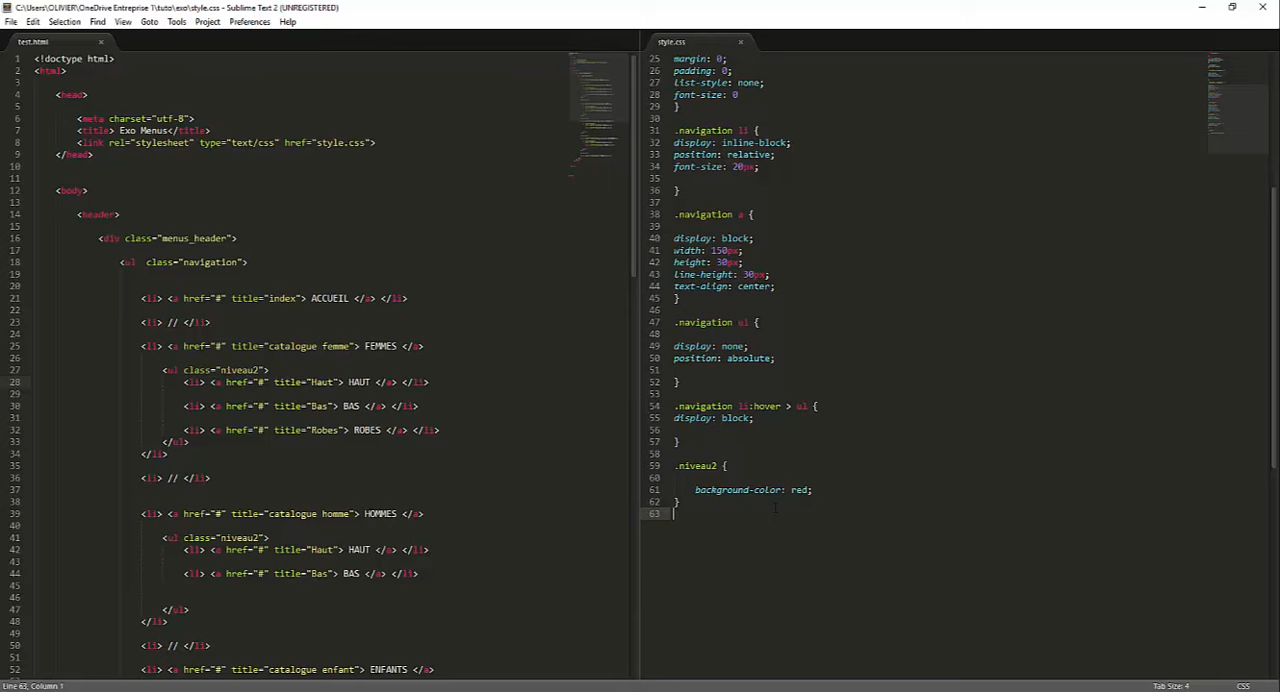 C:\Users\OLIVIER\OneDrive Entreprise 1\tuto\exo\style.css - Sublime Text 2 (UNREGISTERED)
File Edit Selection Find View Goto Tools Project Preferences Help
test.html
1 <!doctype html>
2 <html>
3
4 <head>
5
6 <meta charset="utf-8">
7 <title> Exo Menus</title>
8 <link rel="stylesheet" type="text/css" href="style.css">
9 </head>
10
11
12 <body>
13
14 <header>
15
16 <div class="menus_header">
17
18 <ul class="navigation">
19
20
21 <li> <a href="#" title="index"> ACCUEIL </a> </li>
22
23 <li> // </li>
24
25 <li> <a href="#" title="catalogue femme"> FEMMES </a>
26
27 <ul class="niveau2">
28 <li> <a href="#" title="Haut"> HAUT </a> </li>
29
30 <li> <a href="#" title="Bas"> BAS </a> </li>
31
32 <li> <a href="#" title="Robes"> ROBES </a> </li>
33 </ul>
34 </li>
35
36 <li> // </li>
37
38
39 <li> <a href="#" title="catalogue homme"> HOMMES </a>
40
41 <ul class="niveau2">
42 <li> <a href="#" title="Haut"> HAUT </a> </li>
43
44 <li> <a href="#" title="Bas"> BAS </a> </li>
45
46
47 </ul>
48 </li>
49
50 <li> // </li>
51
52 <li> <a href="#" title="catalogue enfant"> ENFANTS </a>
style.css
25 margin: 0;
26 padding: 0;
27 list-style: none;
28 font-size: 0
29 }
30
31 .navigation li {
32 display: inline-block;
33 position: relative;
34 font-size: 20px;
35
36 }
37
38 .navigation a {
39
40 display: block;
41 width: 150px;
42 height: 30px;
43 line-height: 30px;
44 text-align: center;
45 }
46
47 .navigation ul {
48
49 display: none;
50 position: absolute;
51
52 }
53
54 .navigation li:hover > ul {
55 display: block;
56
57 }
58
59 .niveau2 {
60
61 background-color: red;
62 }
63
Line 63, Column 1
Tab Size: 4
CSS